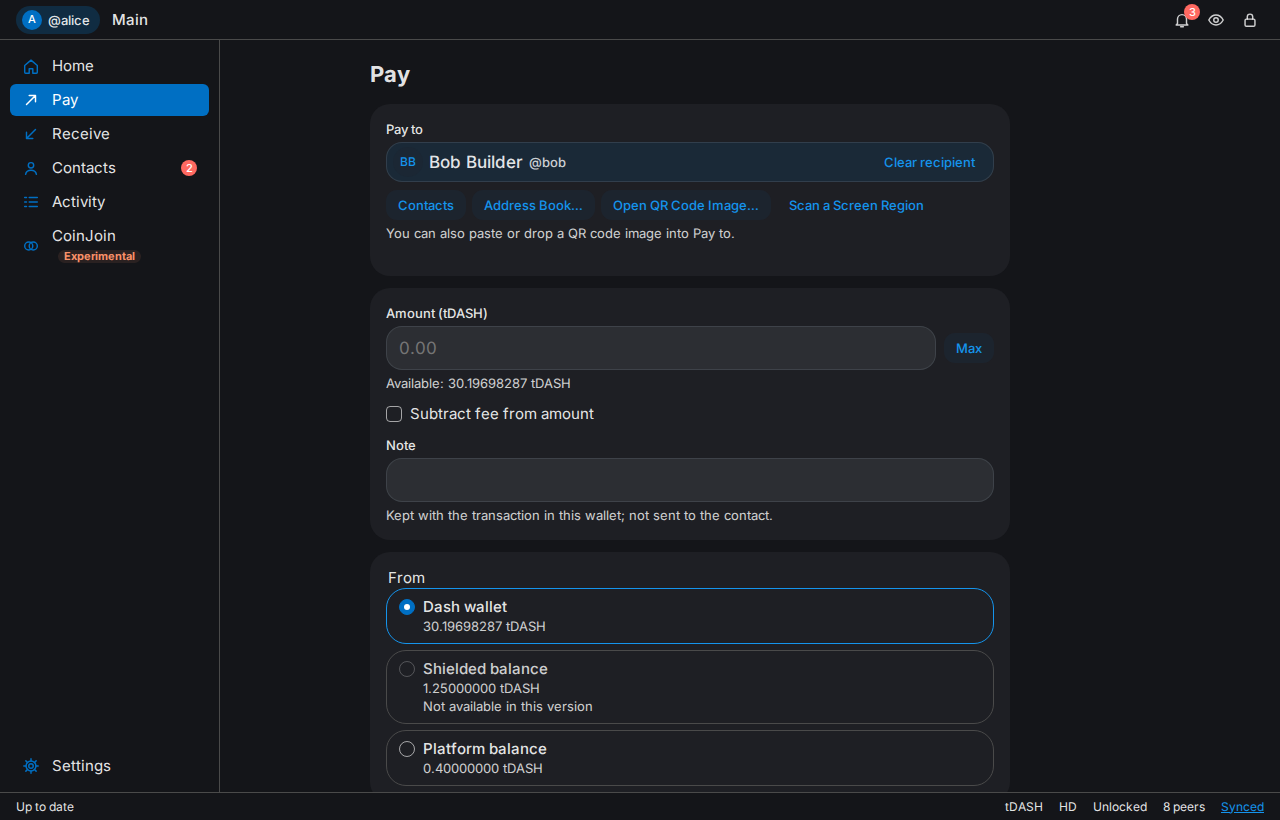 A @alice Main 3
Home
Pay
Receive
Contacts 2
Activity
CoinJoin
Experimental
Settings
Pay
Pay to
BB Bob Builder @bob Clear recipient
Contacts Address Book... Open QR Code Image... Scan a Screen Region
You can also paste or drop a QR code image into Pay to.
Amount (tDASH)
0.00 Max
Available: 30.19698287 tDASH
Subtract fee from amount
Note
Kept with the transaction in this wallet; not sent to the contact.
From
Dash wallet
30.19698287 tDASH
Shielded balance
1.25000000 tDASH
Not available in this version
Platform balance
0.40000000 tDASH
Up to date tDASH HD Unlocked 8 peers Synced